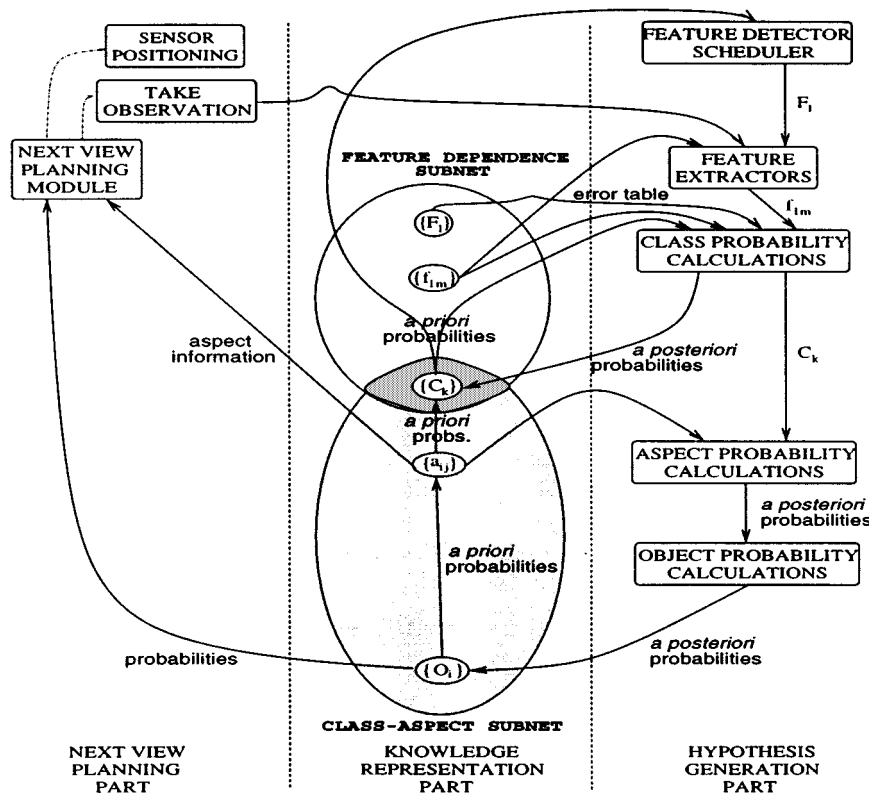 SENSOR
POSITIONING
FEATURE DETECTOR
SCHEDULER
TAKE
OBSERVATION
F_l
NEXT VIEW
PLANNING
MODULE
FEATURE DEPENDENCE
SUBNET
FEATURE
EXTRACTORS
error table
f_lm
{F_l}
CLASS PROBABILITY
CALCULATIONS
{f_lm}
a priori
probabilities
aspect
information
a posteriori
probabilities
C_k
{C_k}
a priori
probs.
{a_ij}
ASPECT PROBABILITY
CALCULATIONS
a posteriori
probabilities
a priori
probabilities
OBJECT PROBABILITY
CALCULATIONS
probabilities
a posteriori
probabilities
{O_i}
CLASS-ASPECT SUBNET
NEXT VIEW
PLANNING
PART
KNOWLEDGE
REPRESENTATION
PART
HYPOTHESIS
GENERATION
PART